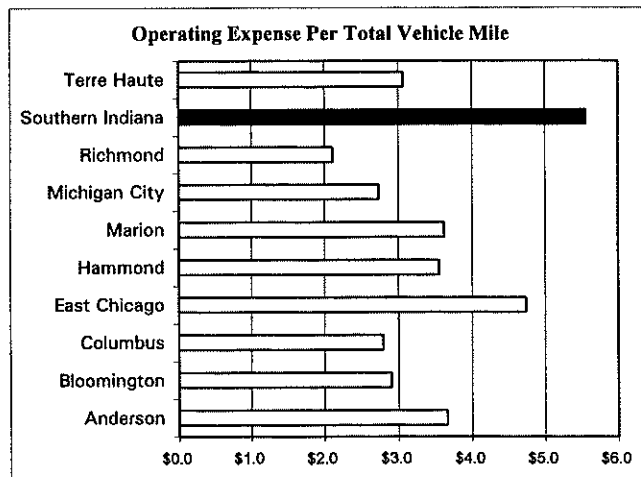 Operating Expense Per Total Vehicle Mile
Terre Haute
Southern Indiana
Richmond
Michigan City
Marion
Hammond
East Chicago
Columbus
Bloomington
Anderson
$0.0 $1.0 $2.0 $3.0 $4.0 $5.0 $6.0